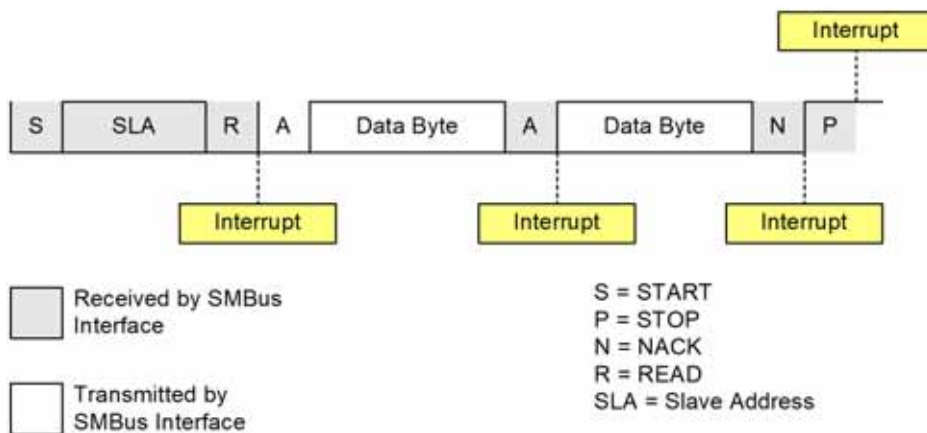 Interrupt
S SLA R A Data Byte A Data Byte N P
Interrupt Interrupt Interrupt
Received by SMBus
Interface
Transmitted by
SMBus Interface
S = START
P = STOP
N = NACK
R = READ
SLA = Slave Address